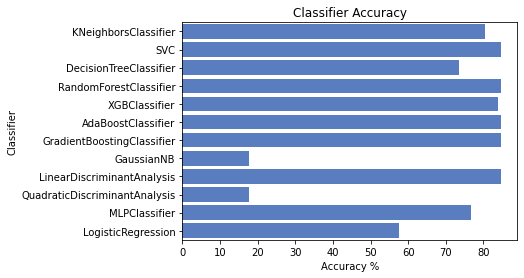 Classifier Accuracy
Classifier
KNeighborsClassifier
SVC
DecisionTreeClassifier
RandomForestClassifier
XGBClassifier
AdaBoostClassifier
GradientBoostingClassifier
GaussianNB
LinearDiscriminantAnalysis
QuadraticDiscriminantAnalysis
MLPClassifier
LogisticRegression
0 10 20 30 40 50 60 70 80
Accuracy %